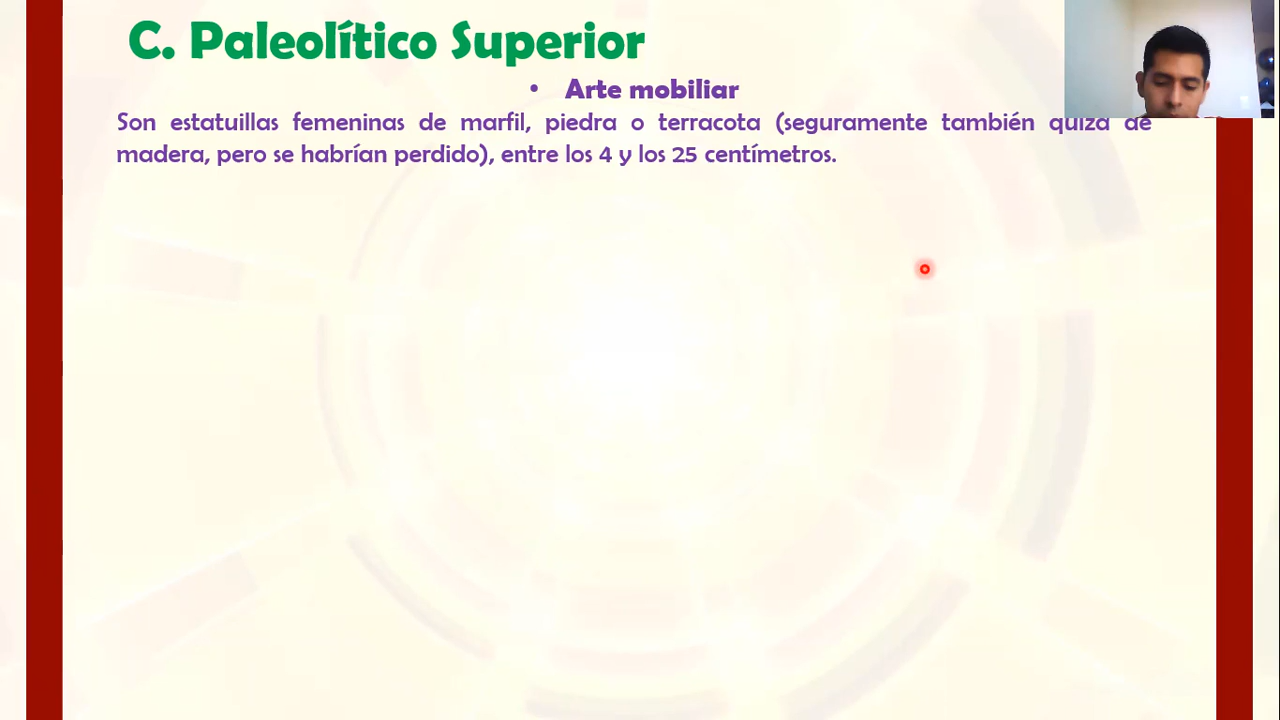 C. Paleolítico Superior
• Arte mobiliar
Son estatuillas femeninas de marfil, piedra o terracota (seguramente también quizá de
madera, pero se habrían perdido), entre los 4 y los 25 centímetros.